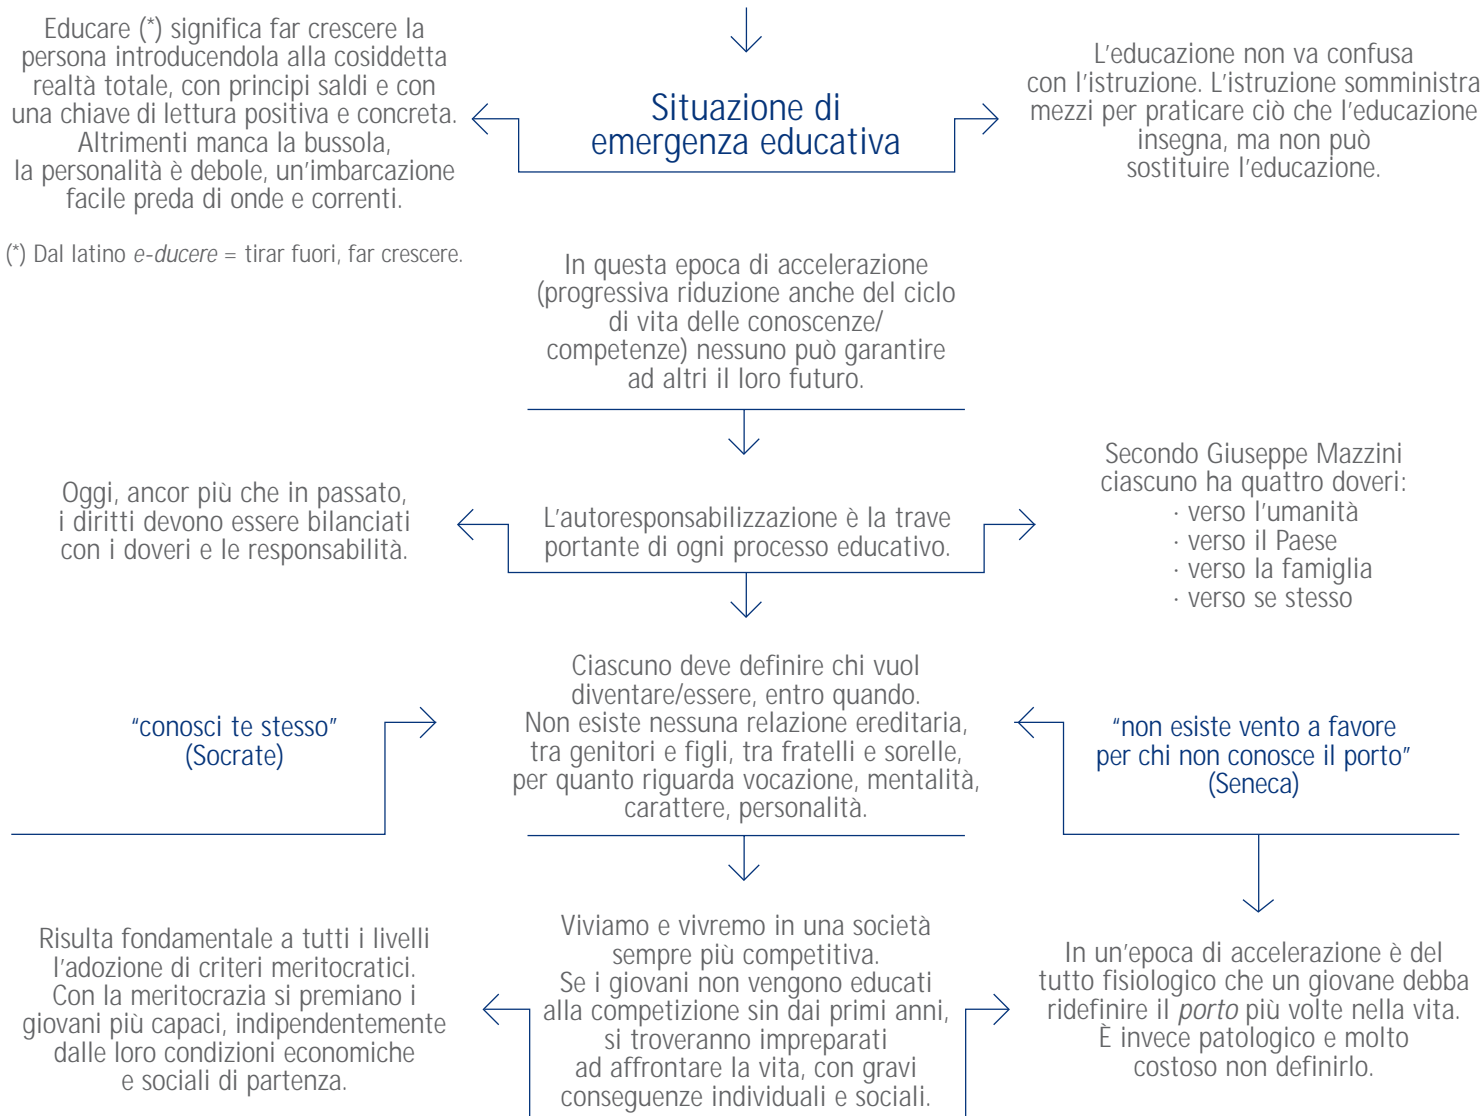 Educare (*) significa far crescere la
persona introducendola alla cosiddetta
realtà totale, con principi saldi e con
una chiave di lettura positiva e concreta.
Altrimenti manca la bussola,
la personalità è debole, un'imbarcazione
facile preda di onde e correnti.
(*) Dal latino e-ducere = tirar fuori, far crescere.
Situazione di
emergenza educativa
L'educazione non va confusa
con l'istruzione. L'istruzione somministra
mezzi per praticare ciò che l'educazione
insegna, ma non può
sostituire l'educazione.
In questa epoca di accelerazione
(progressiva riduzione anche del ciclo
di vita delle conoscenze/
competenze) nessuno può garantire
ad altri il loro futuro.
Oggi, ancor più che in passato,
i diritti devono essere bilanciati
con i doveri e le responsabilità.
L'autoresponsabilizzazione è la trave
portante di ogni processo educativo.
Secondo Giuseppe Mazzini
ciascuno ha quattro doveri:
· verso l'umanità
· verso il Paese
· verso la famiglia
· verso se stesso
"conosci te stesso"
(Socrate)
Ciascuno deve definire chi vuol
diventare/essere, entro quando.
Non esiste nessuna relazione ereditaria,
tra genitori e figli, tra fratelli e sorelle,
per quanto riguarda vocazione, mentalità,
carattere, personalità.
"non esiste vento a favore
per chi non conosce il porto"
(Seneca)
Risulta fondamentale a tutti i livelli
l'adozione di criteri meritocratici.
Con la meritocrazia si premiano i
giovani più capaci, indipendentemente
dalle loro condizioni economiche
e sociali di partenza.
Viviamo e vivremo in una società
sempre più competitiva.
Se i giovani non vengono educati
alla competizione sin dai primi anni,
si troveranno impreparati
ad affrontare la vita, con gravi
conseguenze individuali e sociali.
In un'epoca di accelerazione è del
tutto fisiologico che un giovane debba
ridefinire il porto più volte nella vita.
È invece patologico e molto
costoso non definirlo.